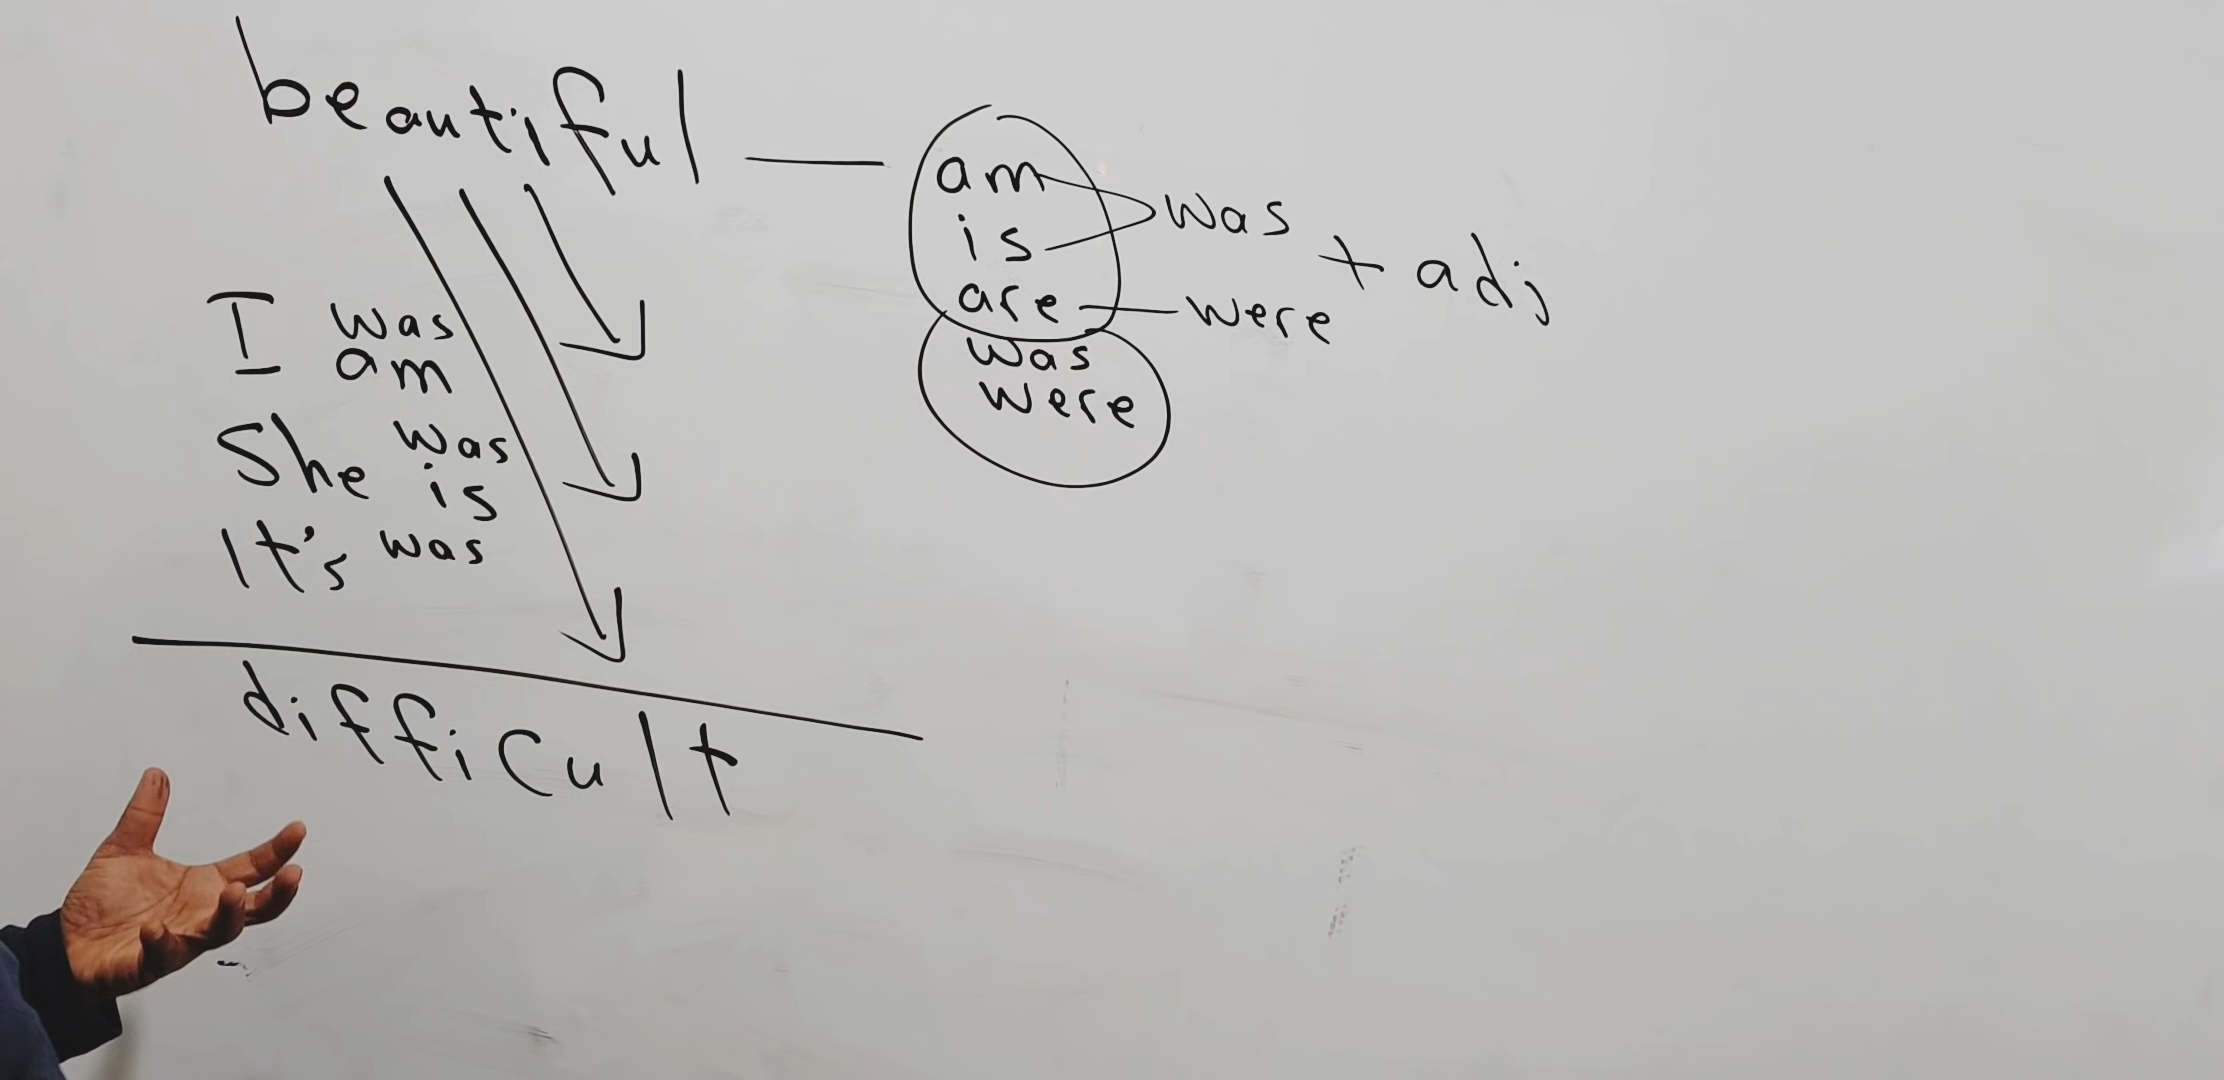 beautiful — am
is
are
was
were
was
were
+ adj
I was
am
She was
is
It's was
difficult